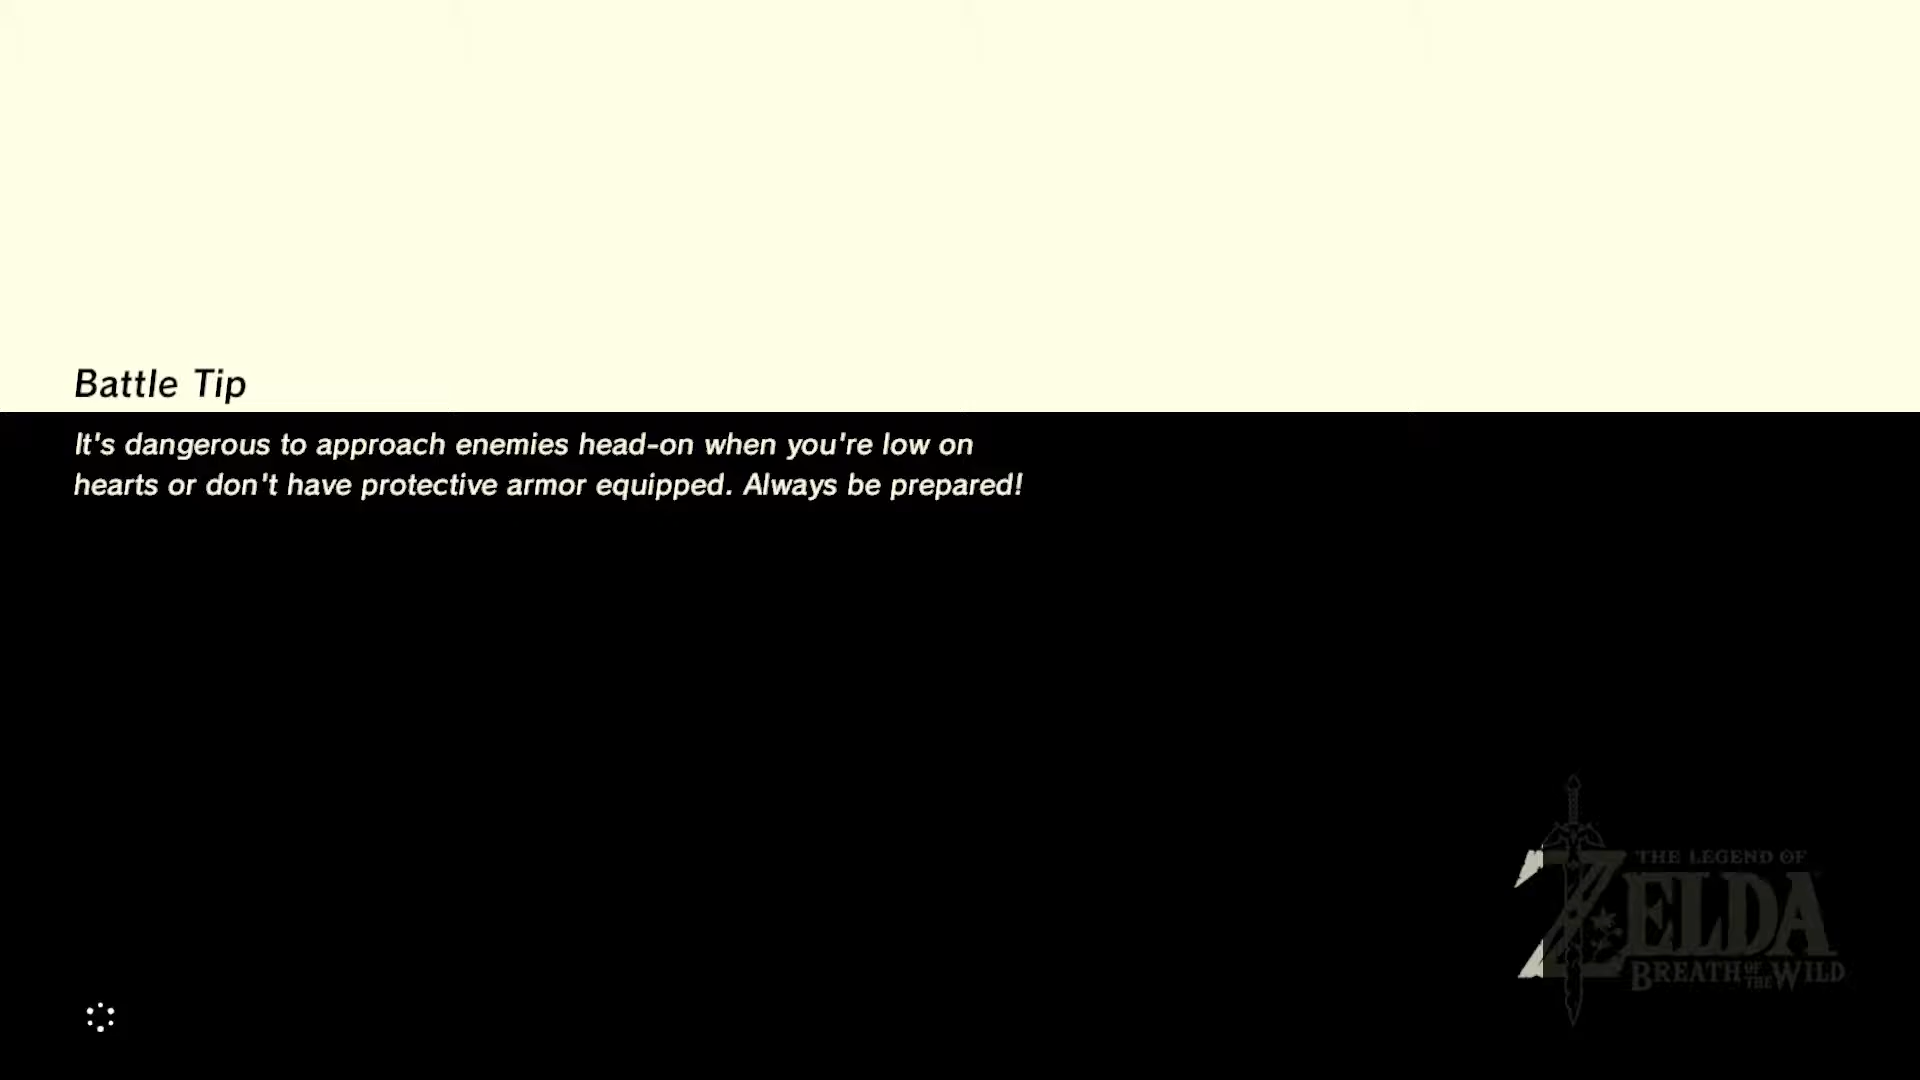 Battle Tip
It's dangerous to approach enemies head-on when you're low on
hearts or don't have protective armor equipped. Always be prepared!
THE LEGEND OF
ZELDA
BREATH OF THE WILD